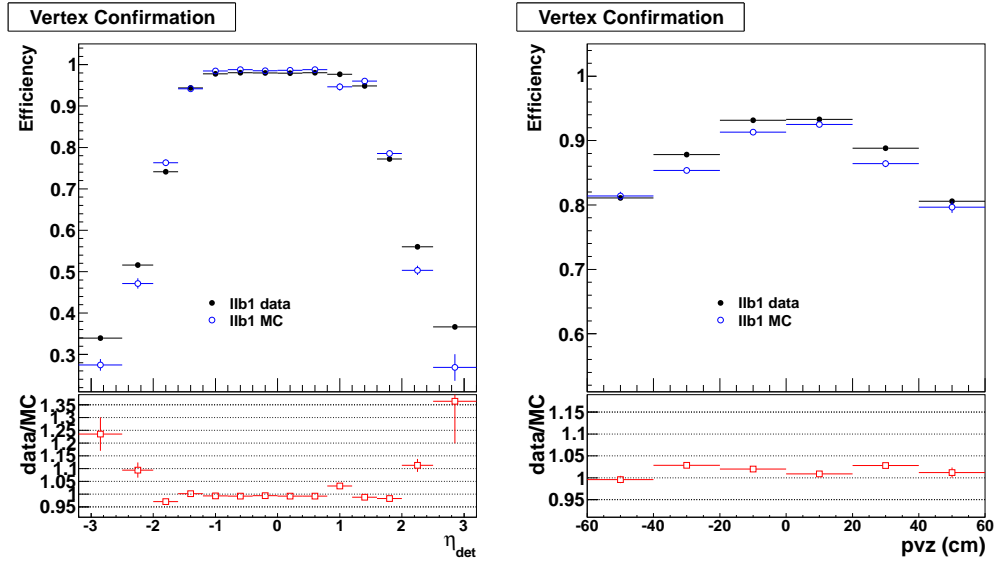 Vertex Confirmation
Efficiency
1
0.9
0.8
0.7
0.6
0.5
0.4
0.3
IIb1 data
IIb1 MC
data/MC
1.35
1.3
1.25
1.2
1.15
1.1
1.05
1
0.95
-3 -2 -1 0 1 2 3
ηdet
Vertex Confirmation
Efficiency
1
0.9
0.8
0.7
0.6
IIb1 data
IIb1 MC
data/MC
1.15
1.1
1.05
1
0.95
-60 -40 -20 0 20 40 60
pvz (cm)